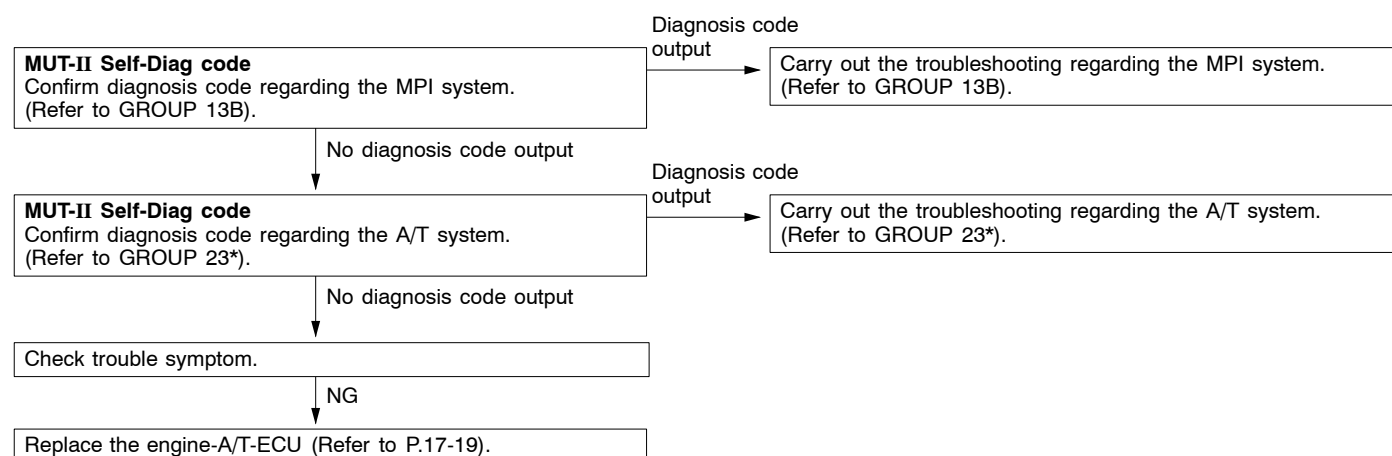 Diagnosis code
output
MUT-II Self-Diag code
Confirm diagnosis code regarding the MPI system.
(Refer to GROUP 13B).
Carry out the troubleshooting regarding the MPI system.
(Refer to GROUP 13B).
No diagnosis code output
Diagnosis code
output
MUT-II Self-Diag code
Confirm diagnosis code regarding the A/T system.
(Refer to GROUP 23*).
Carry out the troubleshooting regarding the A/T system.
(Refer to GROUP 23*).
No diagnosis code output
Check trouble symptom.
NG
Replace the engine-A/T-ECU (Refer to P.17-19).